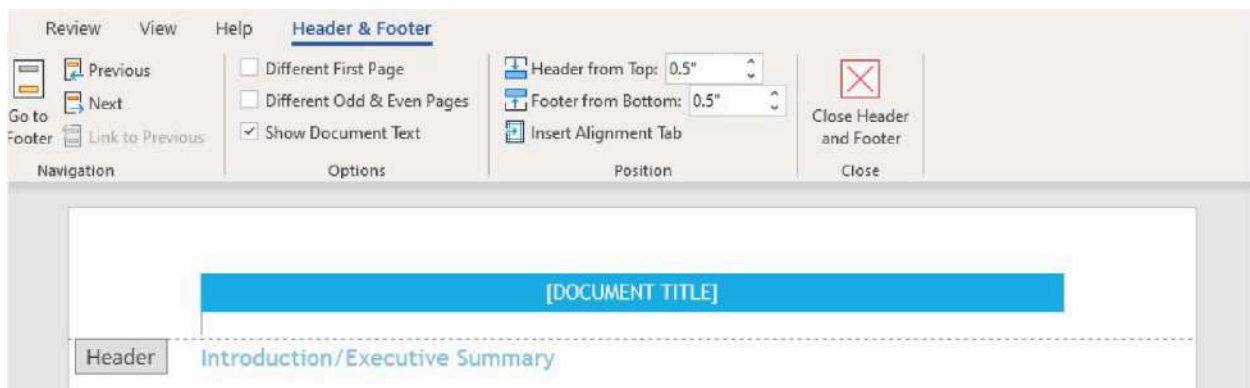 Review View Help Header & Footer
Go to Footer
Previous
Next
Link to Previous
Navigation
Different First Page
Different Odd & Even Pages
Show Document Text
Options
Header from Top: 0.5"
Footer from Bottom: 0.5"
Insert Alignment Tab
Position
Close Header
and Footer
Close
[DOCUMENT TITLE]
Header
Introduction/Executive Summary